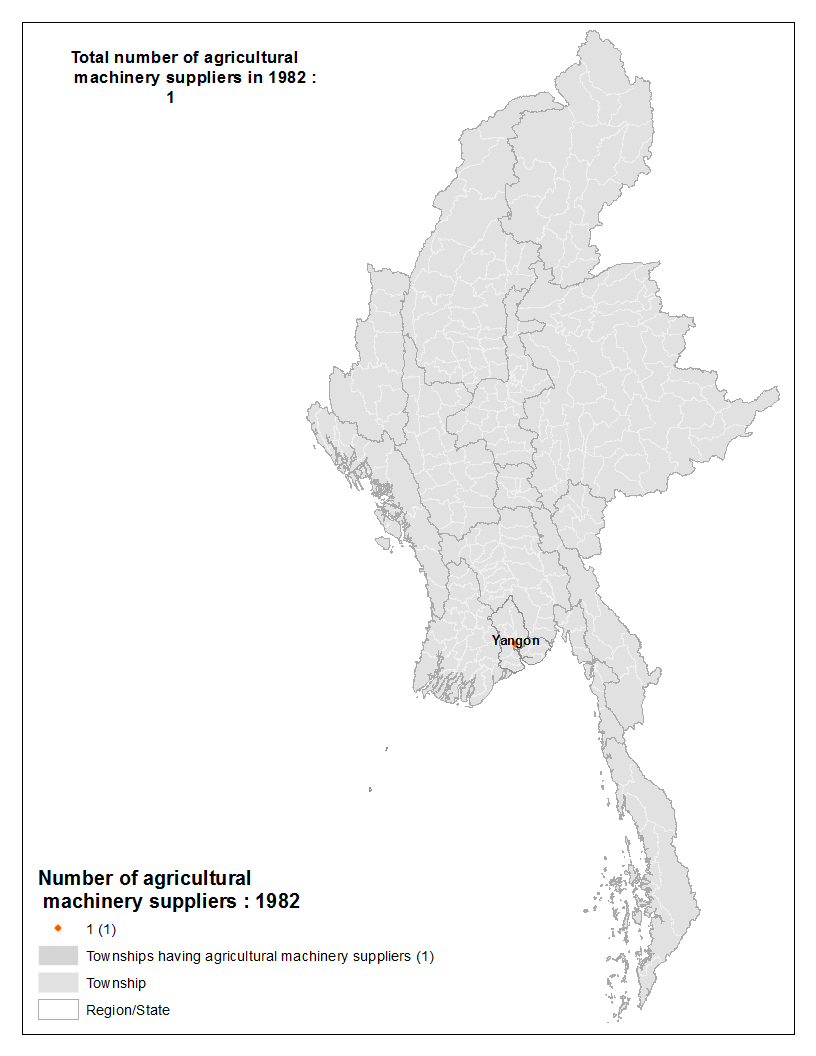 Total number of agricultural
machinery suppliers in 1982 :
1
Yangon
Number of agricultural
machinery suppliers : 1982
1 (1)
Townships having agricultural machinery suppliers (1)
Township
Region/State